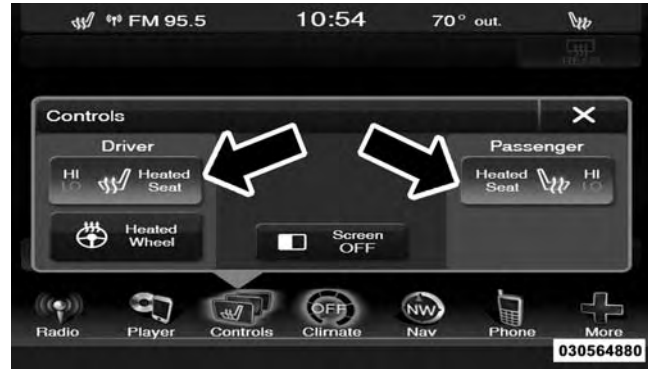 FM 95.5 10:54 70° out.
REAR
Controls
Driver Passenger
HI LO Heated Seat Heated Seat HI LO
Heated Wheel Screen OFF
OFF NW
Radio Player Controls Climate Nav Phone More
030564880